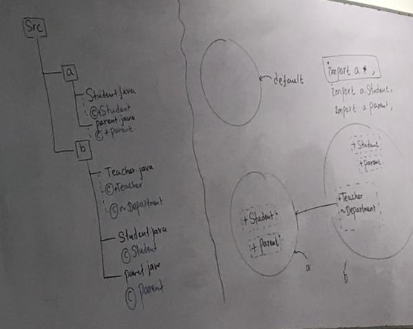 Src
a
Student.java
©+Student
parent.java
©+parent
b
Teacher.java
©+Teacher
©~Department
Student.java
© Student
parent.java
© parent
default
import a.*;
import a.Student;
import a.parent;
+ Student
+ parent
a
+ Student
+ parent
+Teacher
~Department
b